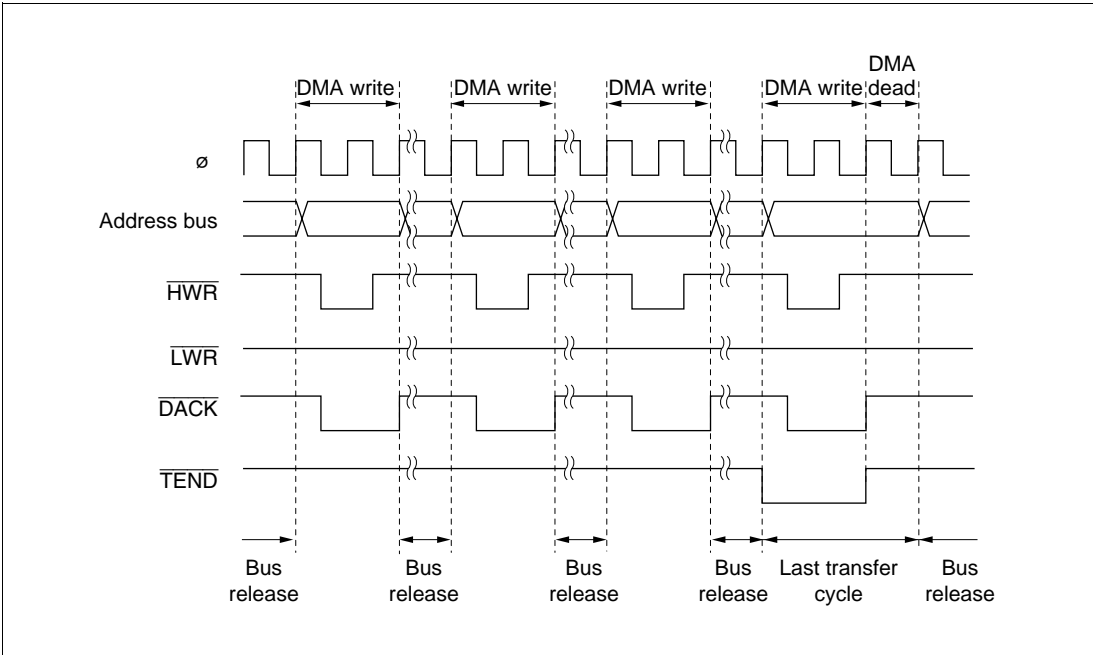 DMA
DMA write DMA write DMA write DMA write dead
ø
Address bus
HWR
LWR
DACK
TEND
Bus release
Bus release
Bus release
Bus release
Last transfer cycle
Bus release